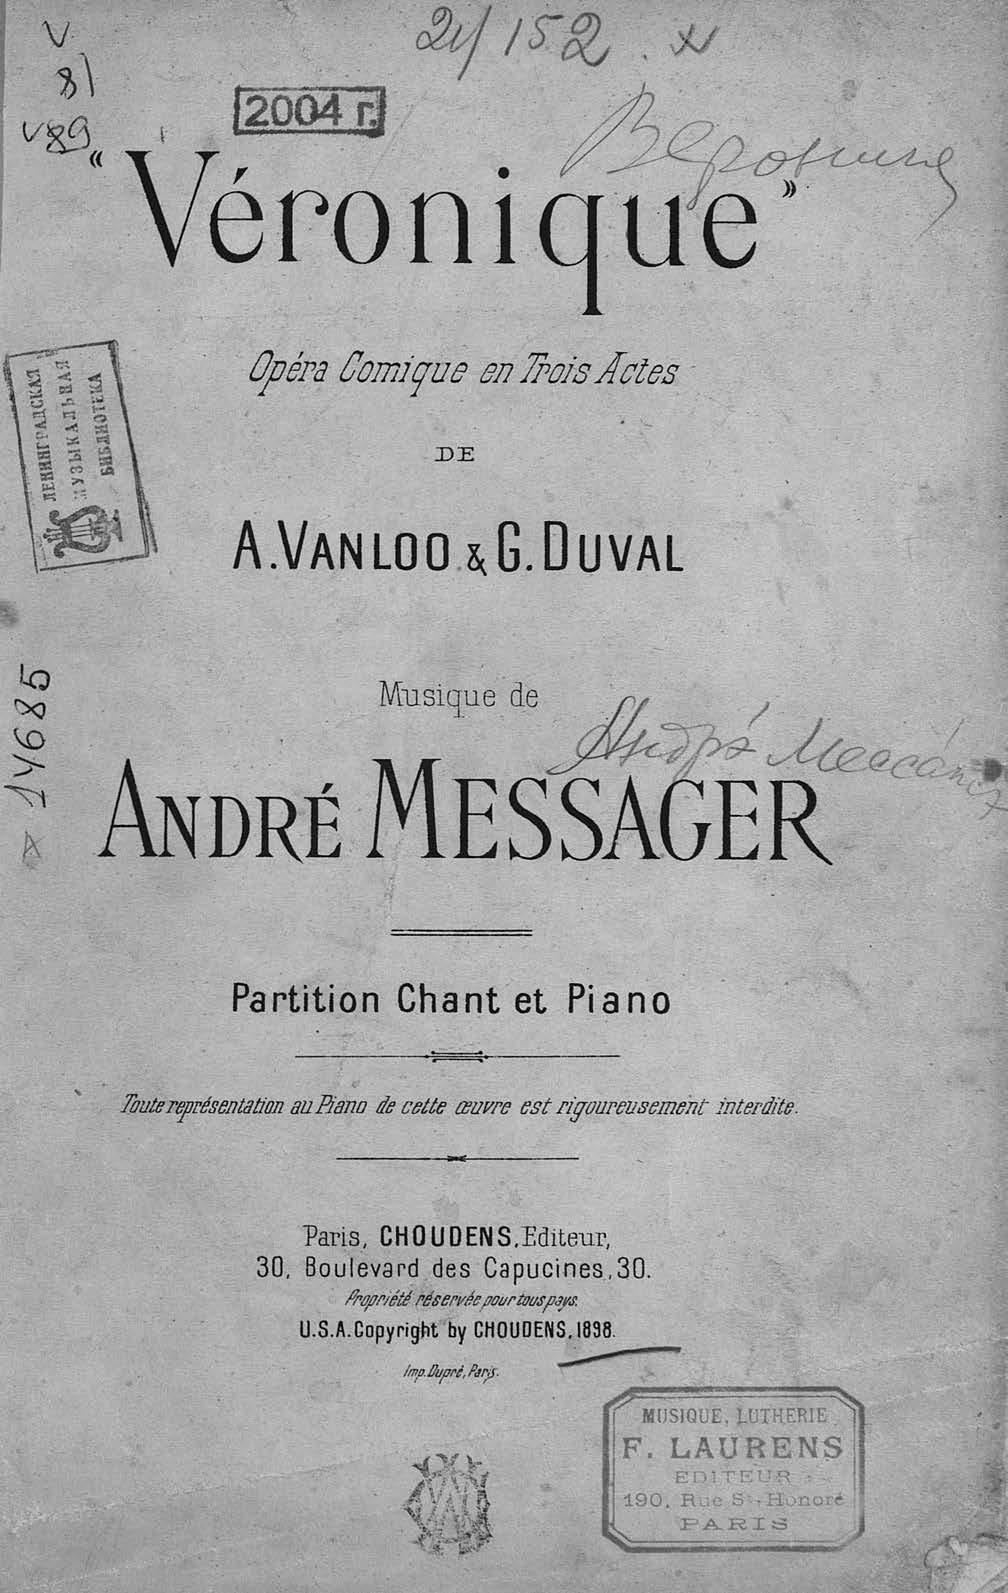 V
81
V89
21/152
2004 г.
Вероника
"Véronique"
Opéra Comique en Trois Actes
DE
A. VANLOO & G. DUVAL
ЛЕНИНГРАДСКАЯ
МУЗЫКАЛЬНАЯ
БИБЛИОТЕКА
14685
Musique de
André
ANDRÉ MESSAGER
Partition Chant et Piano
Toute représentation au Piano de cette œuvre est rigoureusement interdite.
Paris, CHOUDENS, Editeur,
30, Boulevard des Capucines, 30.
Propriété réservée pour tous pays.
U.S.A. Copyright by CHOUDENS, 1898.
Imp. Dupré, Paris.
MUSIQUE, LUTHERIE
F. LAURENS
EDITEUR
190, Rue St-Honoré
PARIS